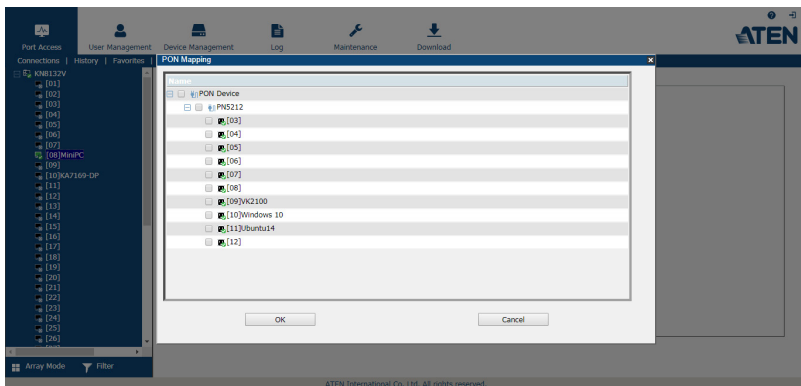 ATEN
Port Access User Management Device Management Log Maintenance Download
Connections | History | Favorites |
PON Mapping
Name
KN8132V
[01]
[02]
[03]
[04]
[05]
[06]
[07]
[08]MiniPC
[09]
[10]KA7169-DP
[11]
[12]
[13]
[14]
[15]
[16]
[17]
[18]
[19]
[20]
[21]
[22]
[23]
[24]
[25]
[26]
PON Device
PN5212
[03]
[04]
[05]
[06]
[07]
[08]
[09]VK2100
[10]Windows 10
[11]Ubuntu14
[12]
OK Cancel
Array Mode Filter
ATEN International Co. Ltd. All rights reserved.